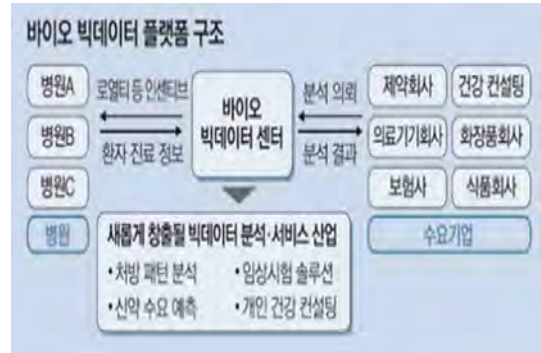 바이오 빅데이터 플랫폼 구조
병원A
병원B
병원C
병원
로열티 등 인센티브
환자 진료 정보
바이오
빅데이터 센터
분석 의뢰
분석 결과
제약회사
건강 컨설팅
의료기기회사
화장품회사
보험사
식품회사
수요기업
새롭게 창출될 빅데이터 분석·서비스 산업
•처방 패턴 분석
•임상시험 솔루션
•신약 수요 예측
•개인 건강 컨설팅